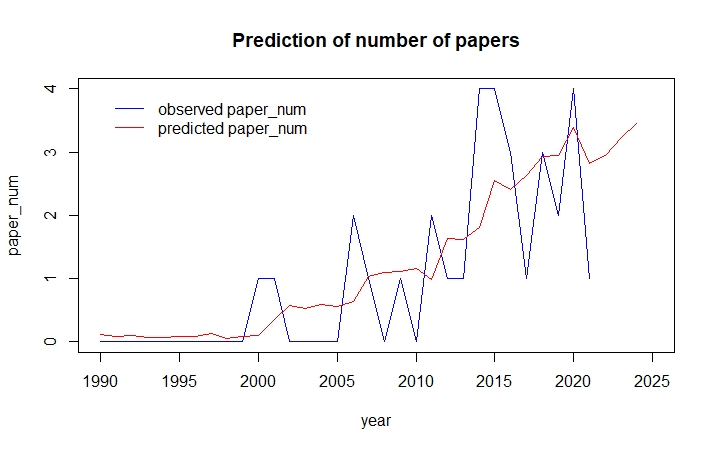 Prediction of number of papers
observed paper_num
predicted paper_num
4
3
2
1
0
paper_num
1990 1995 2000 2005 2010 2015 2020 2025
year